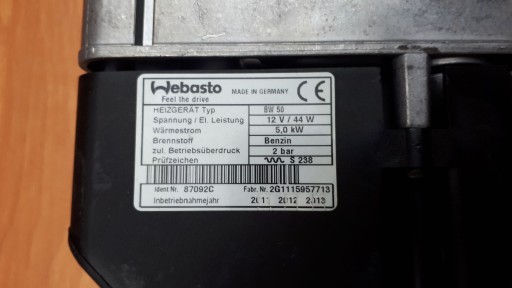 Webasto MADE IN GERMANY CE
Feel the drive
HEIZGERÄT Typ BW 50
Spannung / El. Leistung 12 V / 44 W
Wärmestrom 5,0 kW
Brennstoff Benzin
zul. Betriebsüberdruck 2 bar
Prüfzeichen S 238
Ident Nr. 87092C Fabr. Nr. 2G1115957713
Inbetriebnahmejahr 2011 2012 2013